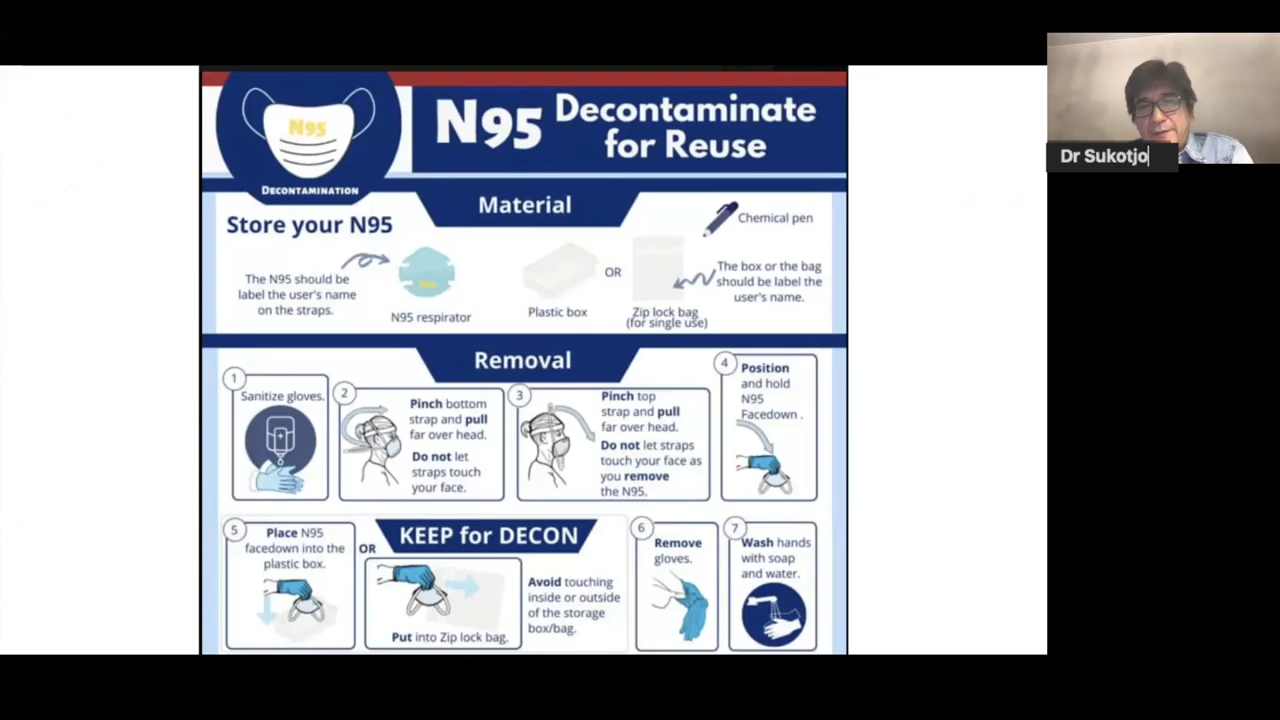 N95
DECONTAMINATION
N95 Decontaminate
for Reuse
Dr Sukotjo
Material
Store your N95
The N95 should be
label the user's name
on the straps.
N95 respirator
Plastic box
OR
Zip lock bag
(for single use)
Chemical pen
The box or the bag
should be label the
user's name.
Removal
1
Sanitize gloves.
2
Pinch bottom
strap and pull
far over head.
Do not let
straps touch
your face.
3
Pinch top
strap and pull
far over head.
Do not let straps
touch your face as
you remove
the N95.
4
Position
and hold
N95
Facedown .
5
Place N95
facedown into the
plastic box.
OR
KEEP for DECON
Put into Zip lock bag.
Avoid touching
inside or outside
of the storage
box/bag.
6
Remove
gloves.
7
Wash hands
with soap
and water.